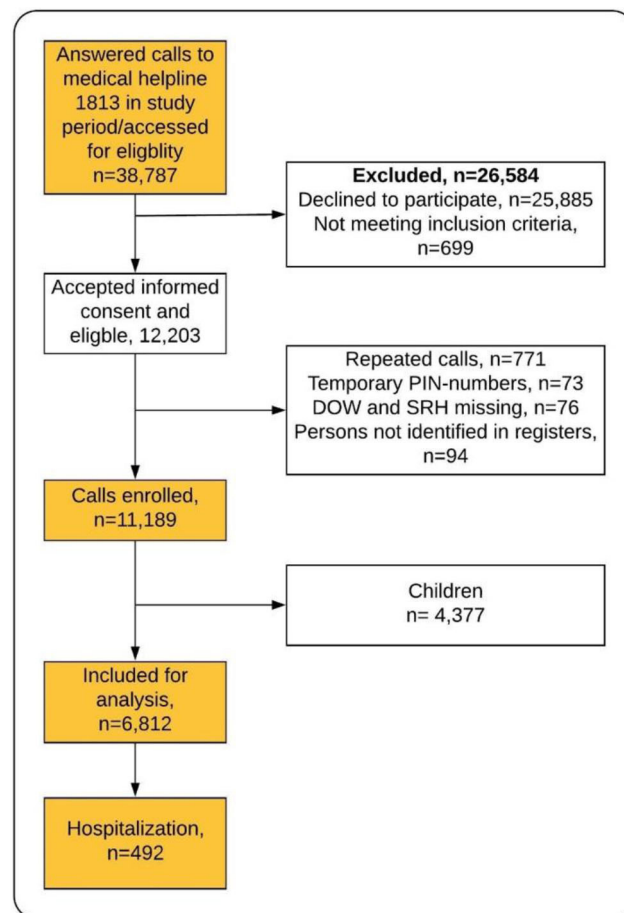 Answered calls to
medical helpline
1813 in study
period/accessed
for eligblity
n=38,787
Excluded, n=26,584
Declined to participate, n=25,885
Not meeting inclusion criteria,
n=699
Accepted informed
consent and
eligble, 12,203
Repeated calls, n=771
Temporary PIN-numbers, n=73
DOW and SRH missing, n=76
Persons not identified in registers,
n=94
Calls enrolled,
n=11,189
Children
n= 4,377
Included for
analysis,
n=6,812
Hospitalization,
n=492